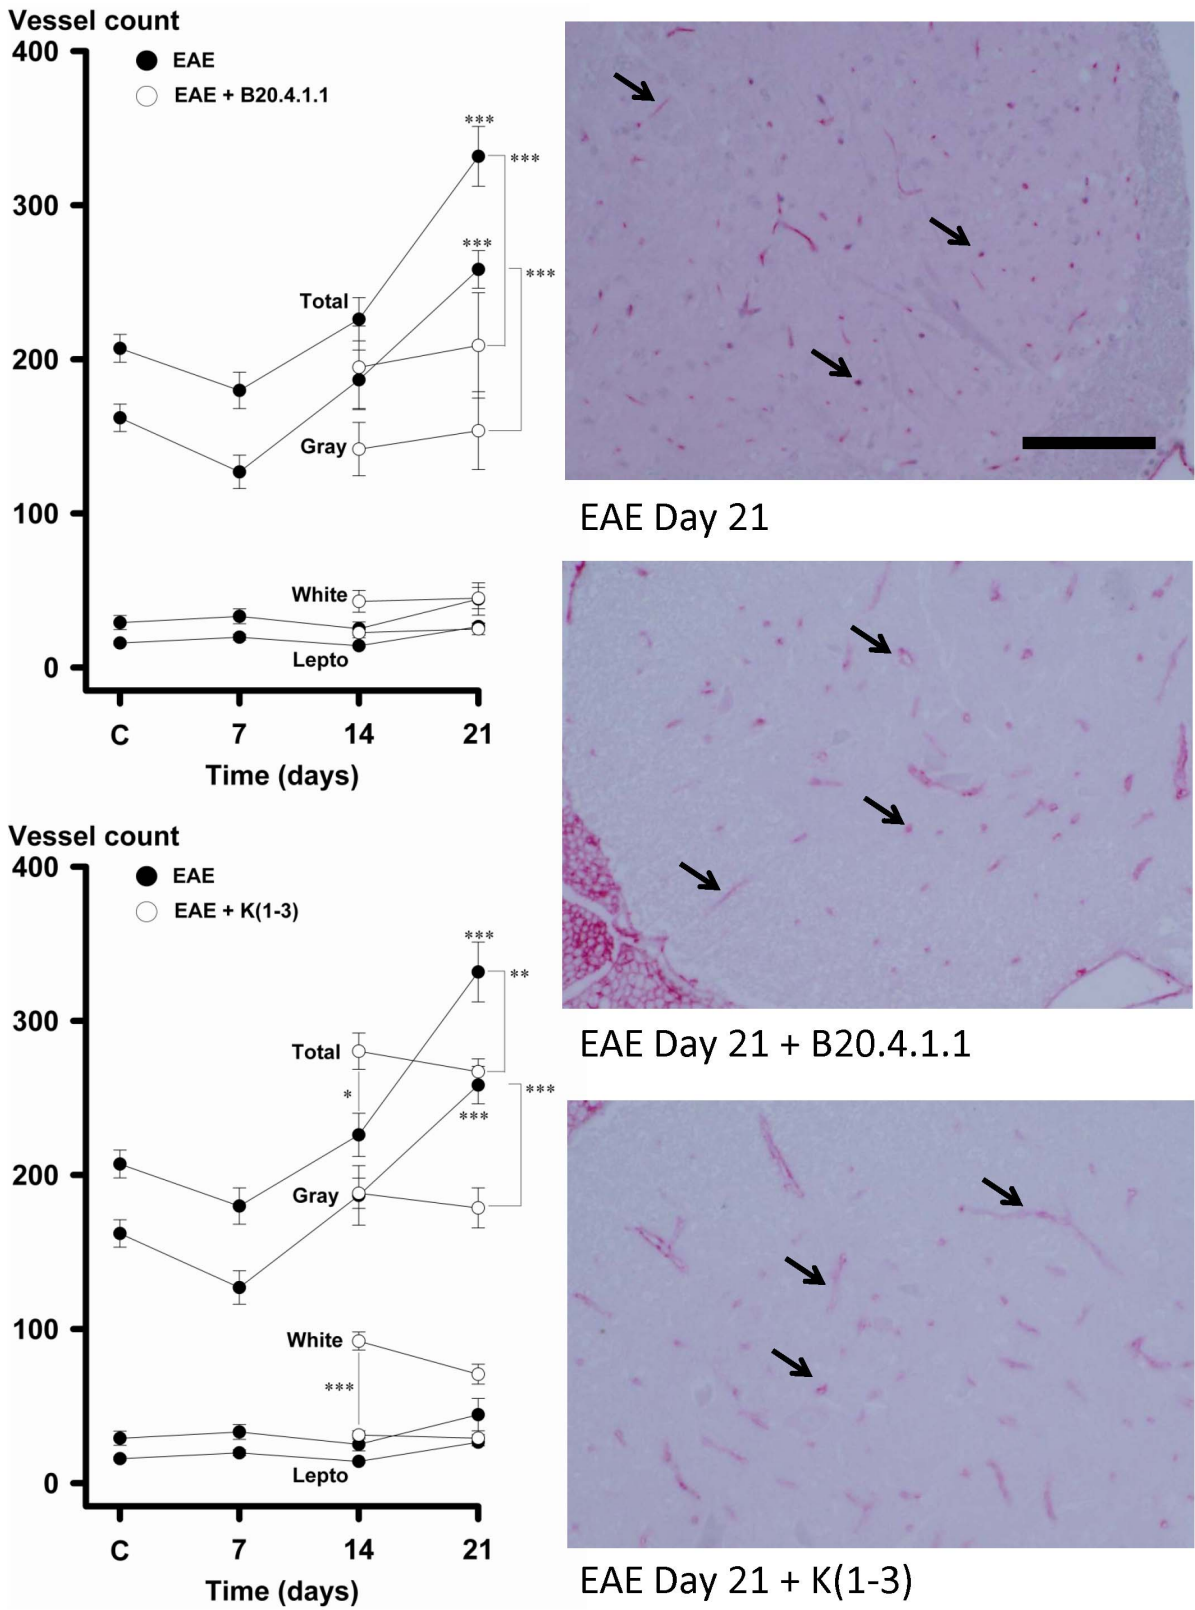 Vessel count
400
EAE
EAE + B20.4.1.1
***
***
300
***
***
Total
200
Gray
100
White
0
Lepto
C 7 14 21
Time (days)
EAE Day 21
EAE Day 21 + B20.4.1.1
Vessel count
400
EAE
EAE + K(1-3)
***
**
300
Total
*
***
***
200
Gray
100
White
***
0
Lepto
C 7 14 21
Time (days)
EAE Day 21 + K(1-3)